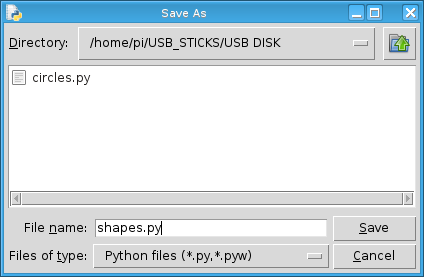 Save As
Directory: /home/pi/USB_STICKS/USB DISK
circles.py
File name: shapes.py Save
Files of type: Python files (*.py,*.pyw) Cancel